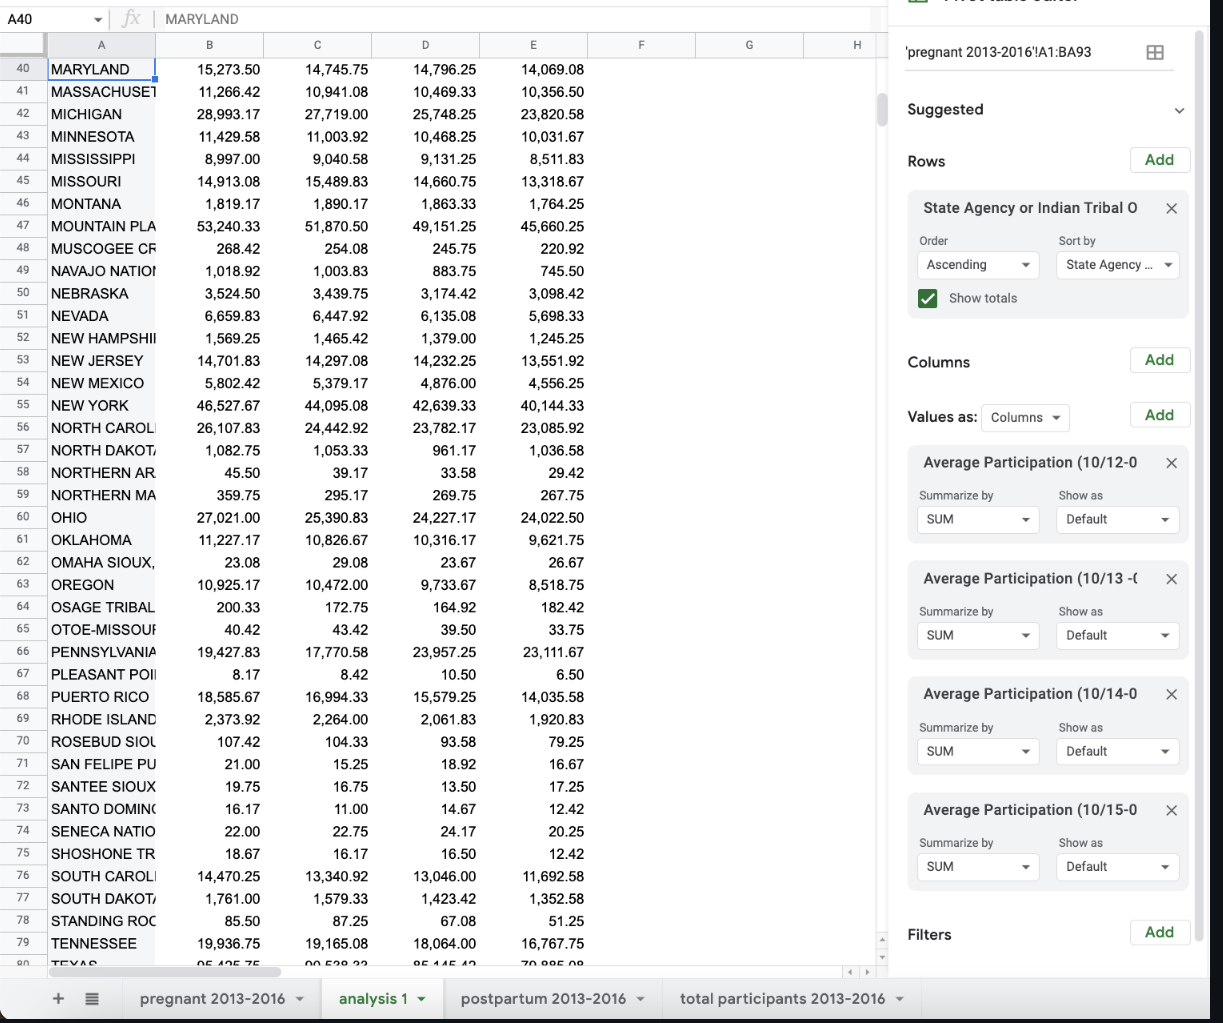 A40 fx MARYLAND
A B C D E F G H
40 MARYLAND 15,273.50 14,745.75 14,796.25 14,069.08
41 MASSACHUSET 11,266.42 10,941.08 10,469.33 10,356.50
42 MICHIGAN 28,993.17 27,719.00 25,748.25 23,820.58
43 MINNESOTA 11,429.58 11,003.92 10,468.25 10,031.67
44 MISSISSIPPI 8,997.00 9,040.58 9,131.25 8,511.83
45 MISSOURI 14,913.08 15,489.83 14,660.75 13,318.67
46 MONTANA 1,819.17 1,890.17 1,863.33 1,764.25
47 MOUNTAIN PLA 53,240.33 51,870.50 49,151.25 45,660.25
48 MUSCOGEE CR 268.42 254.08 245.75 220.92
49 NAVAJO NATION 1,018.92 1,003.83 883.75 745.50
50 NEBRASKA 3,524.50 3,439.75 3,174.42 3,098.42
51 NEVADA 6,659.83 6,447.92 6,135.08 5,698.33
52 NEW HAMPSHI 1,569.25 1,465.42 1,379.00 1,245.25
53 NEW JERSEY 14,701.83 14,297.08 14,232.25 13,551.92
54 NEW MEXICO 5,802.42 5,379.17 4,876.00 4,556.25
55 NEW YORK 46,527.67 44,095.08 42,639.33 40,144.33
56 NORTH CAROLI 26,107.83 24,442.92 23,782.17 23,085.92
57 NORTH DAKOTA 1,082.75 1,053.33 961.17 1,036.58
58 NORTHERN AR 45.50 39.17 33.58 29.42
59 NORTHERN MA 359.75 295.17 269.75 267.75
60 OHIO 27,021.00 25,390.83 24,227.17 24,022.50
61 OKLAHOMA 11,227.17 10,826.67 10,316.17 9,621.75
62 OMAHA SIOUX, 23.08 29.08 23.67 26.67
63 OREGON 10,925.17 10,472.00 9,733.67 8,518.75
64 OSAGE TRIBAL 200.33 172.75 164.92 182.42
65 OTOE-MISSOUR 40.42 43.42 39.50 33.75
66 PENNSYLVANIA 19,427.83 17,770.58 23,957.25 23,111.67
67 PLEASANT POI 8.17 8.42 10.50 6.50
68 PUERTO RICO 18,585.67 16,994.33 15,579.25 14,035.58
69 RHODE ISLAND 2,373.92 2,264.00 2,061.83 1,920.83
70 ROSEBUD SIOU 107.42 104.33 93.58 79.25
71 SAN FELIPE PU 21.00 15.25 18.92 16.67
72 SANTEE SIOUX 19.75 16.75 13.50 17.25
73 SANTO DOMING 16.17 11.00 14.67 12.42
74 SENECA NATIO 22.00 22.75 24.17 20.25
75 SHOSHONE TR 18.67 16.17 16.50 12.42
76 SOUTH CAROLI 14,470.25 13,340.92 13,046.00 11,692.58
77 SOUTH DAKOTA 1,761.00 1,579.33 1,423.42 1,352.58
78 STANDING ROC 85.50 87.25 67.08 51.25
79 TENNESSEE 19,936.75 19,165.08 18,064.00 16,767.75
80 TEXAS
+ pregnant 2013-2016 analysis 1 postpartum 2013-2016 total participants 2013-2016
'pregnant 2013-2016'!A1:BA93
Suggested
Rows Add
State Agency or Indian Tribal O
Order Sort by
Ascending State Agency ...
Show totals
Columns Add
Values as: Columns Add
Average Participation (10/12-0
Summarize by Show as
SUM Default
Average Participation (10/13 -0
Summarize by Show as
SUM Default
Average Participation (10/14-0
Summarize by Show as
SUM Default
Average Participation (10/15-0
Summarize by Show as
SUM Default
Filters Add